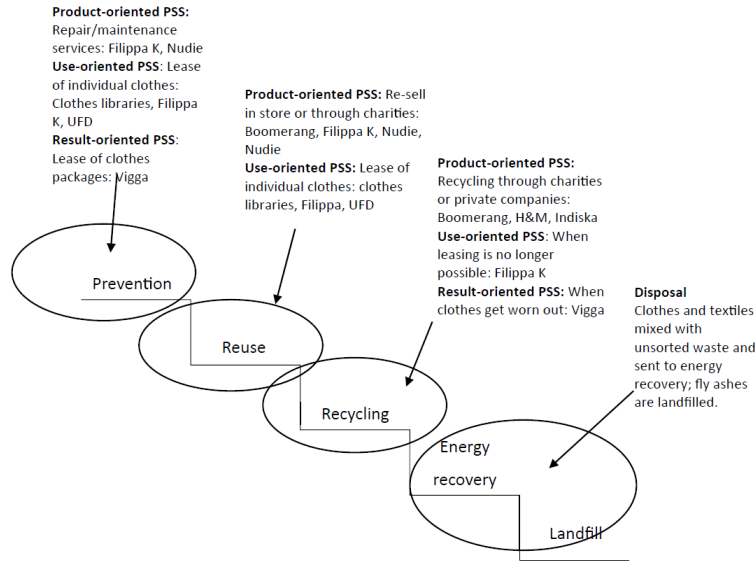 Product-oriented PSS:
Repair/maintenance
services: Filippa K, Nudie
Use-oriented PSS: Lease
of individual clothes:
Clothes libraries, Filippa
K, UFD
Result-oriented PSS:
Lease of clothes
packages: Vigga
Product-oriented PSS: Re-sell
in store or through charities:
Boomerang, Filippa K, Nudie,
Nudie
Use-oriented PSS: Lease of
individual clothes: clothes
libraries, Filippa, UFD
Product-oriented PSS:
Recycling through charities
or private companies:
Boomerang, H&M, Indiska
Use-oriented PSS: When
leasing is no longer
possible: Filippa K
Result-oriented PSS: When
clothes get worn out: Vigga
Disposal
Clothes and textiles
mixed with
unsorted waste and
sent to energy
recovery; fly ashes
are landfilled.
Prevention
Reuse
Recycling
Energy
recovery
Landfill